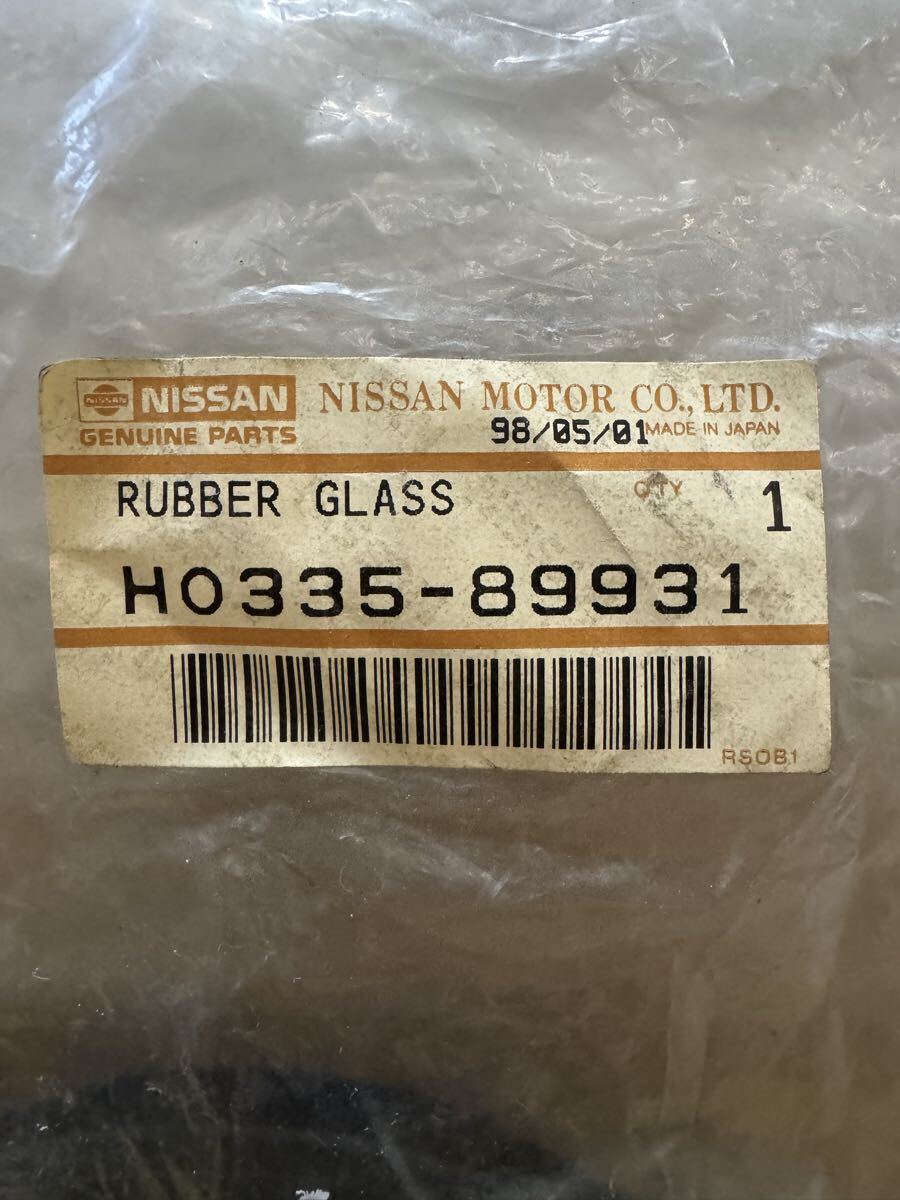 NISSAN NISSAN NISSAN MOTOR CO., LTD.
GENUINE PARTS 98/05/01 MADE IN JAPAN
RUBBER GLASS QTY 1
H0335-89931
RSOB1